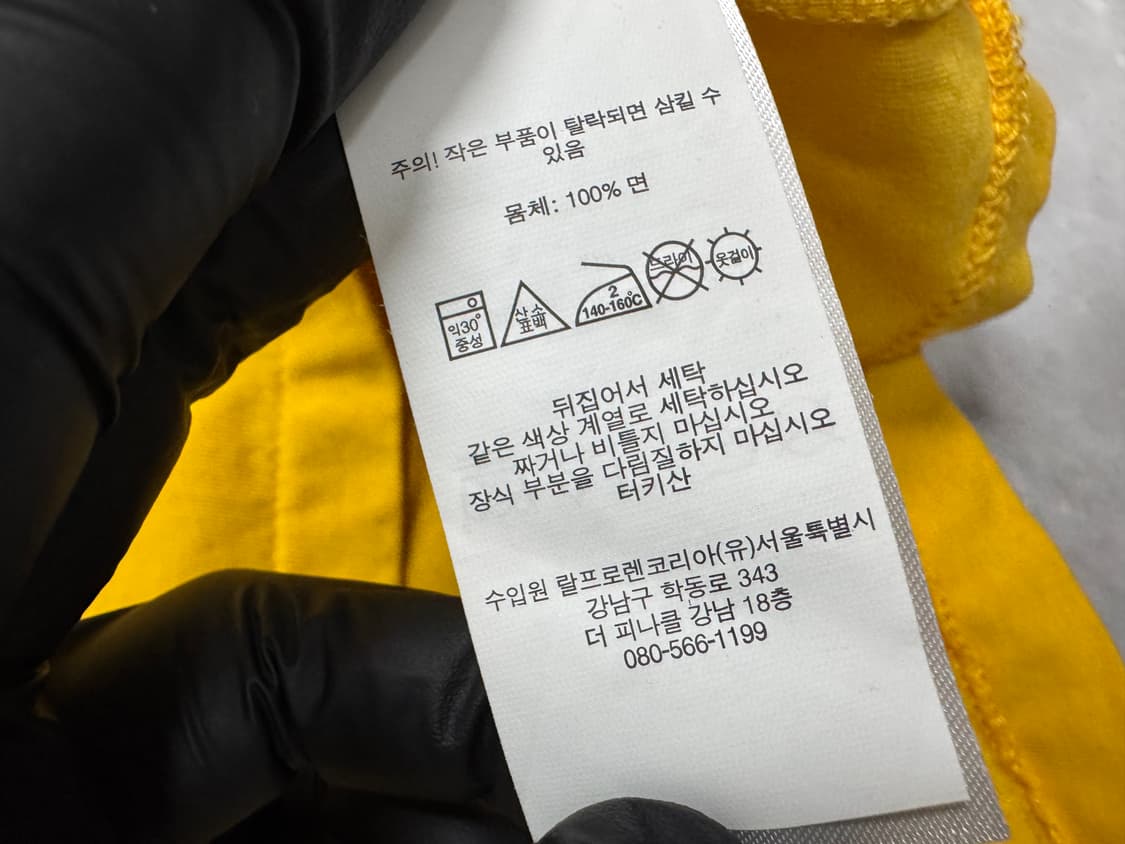 주의! 작은 부품이 탈락되면 삼킬 수
있음
몸체: 100% 면
약30°
중성
산소
표백
2
140-160°C
드라이
옷걸이
뒤집어서 세탁
같은 색상 계열로 세탁하십시오
짜거나 비틀지 마십시오
장식 부분을 다림질하지 마십시오
터키산
수입원 랄프로렌코리아(유)서울특별시
강남구 학동로 343
더 피나클 강남 18층
080-566-1199